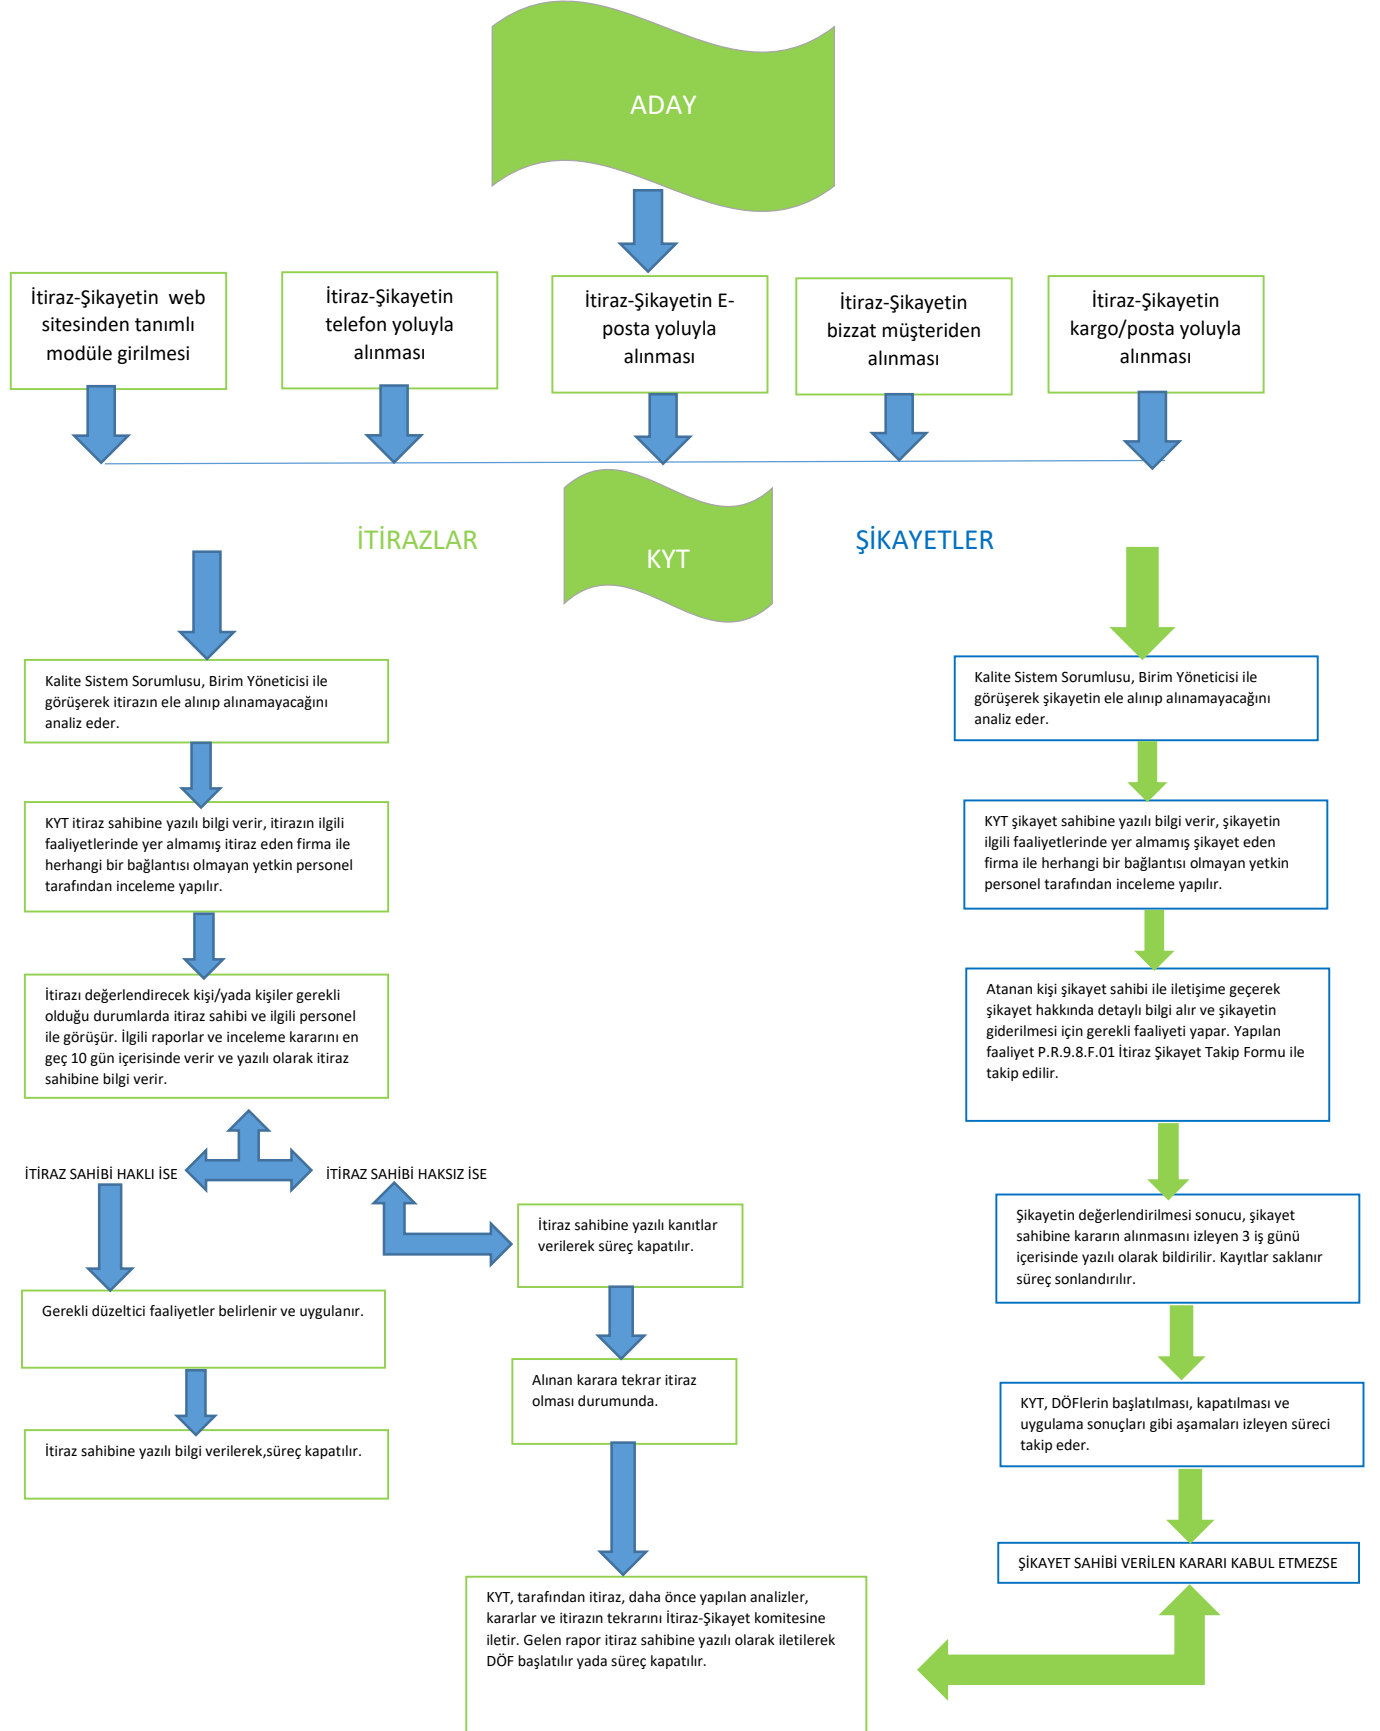 ADAY
İtiraz-Şikayetin web
sitesinden tanımlı
modüle girilmesi
İtiraz-Şikayetin
telefon yoluyla
alınması
İtiraz-Şikayetin E-
posta yoluyla
alınması
İtiraz-Şikayetin
bizzat müşteriden
alınması
İtiraz-Şikayetin
kargo/posta yoluyla
alınması
İTİRAZLAR
KYT
ŞİKAYETLER
Kalite Sistem Sorumlusu, Birim Yöneticisi ile
görüşerek itirazın ele alınıp alınamayacağını
analiz eder.
KYT itiraz sahibine yazılı bilgi verir, itirazın ilgili
faaliyetlerinde yer almamış itiraz eden firma ile
herhangi bir bağlantısı olmayan yetkin personel
tarafından inceleme yapılır.
İtirazı değerlendirecek kişi/yada kişiler gerekli
olduğu durumlarda itiraz sahibi ve ilgili personel
ile görüşür. İlgili raporlar ve inceleme kararını en
geç 10 gün içerisinde verir ve yazılı olarak itiraz
sahibine bilgi verir.
İTİRAZ SAHİBİ HAKLI İSE
İTİRAZ SAHİBİ HAKSIZ İSE
Gerekli düzeltici faaliyetler belirlenir ve uygulanır.
İtiraz sahibine yazılı bilgi verilerek,süreç kapatılır.
İtiraz sahibine yazılı kanıtlar
verilerek süreç kapatılır.
Alınan karara tekrar itiraz
olması durumunda.
KYT, tarafından itiraz, daha önce yapılan analizler,
kararlar ve itirazın tekrarını İtiraz-Şikayet komitesine
iletir. Gelen rapor itiraz sahibine yazılı olarak iletilerek
DÖF başlatılır yada süreç kapatılır.
Kalite Sistem Sorumlusu, Birim Yöneticisi ile
görüşerek şikayetin ele alınıp alınamayacağını
analiz eder.
KYT şikayet sahibine yazılı bilgi verir, şikayetin
ilgili faaliyetlerinde yer almamış şikayet eden
firma ile herhangi bir bağlantısı olmayan yetkin
personel tarafından inceleme yapılır.
Atanan kişi şikayet sahibi ile iletişime geçerek
şikayet hakkında detaylı bilgi alır ve şikayetin
giderilmesi için gerekli faaliyeti yapar. Yapılan
faaliyet P.R.9.8.F.01 İtiraz Şikayet Takip Formu ile
takip edilir.
Şikayetin değerlendirilmesi sonucu, şikayet
sahibine kararın alınmasını izleyen 3 iş günü
içerisinde yazılı olarak bildirilir. Kayıtlar saklanır
süreç sonlandırılır.
KYT, DÖFlerin başlatılması, kapatılması ve
uygulama sonuçları gibi aşamaları izleyen süreci
takip eder.
ŞİKAYET SAHİBİ VERİLEN KARARI KABUL ETMEZSE